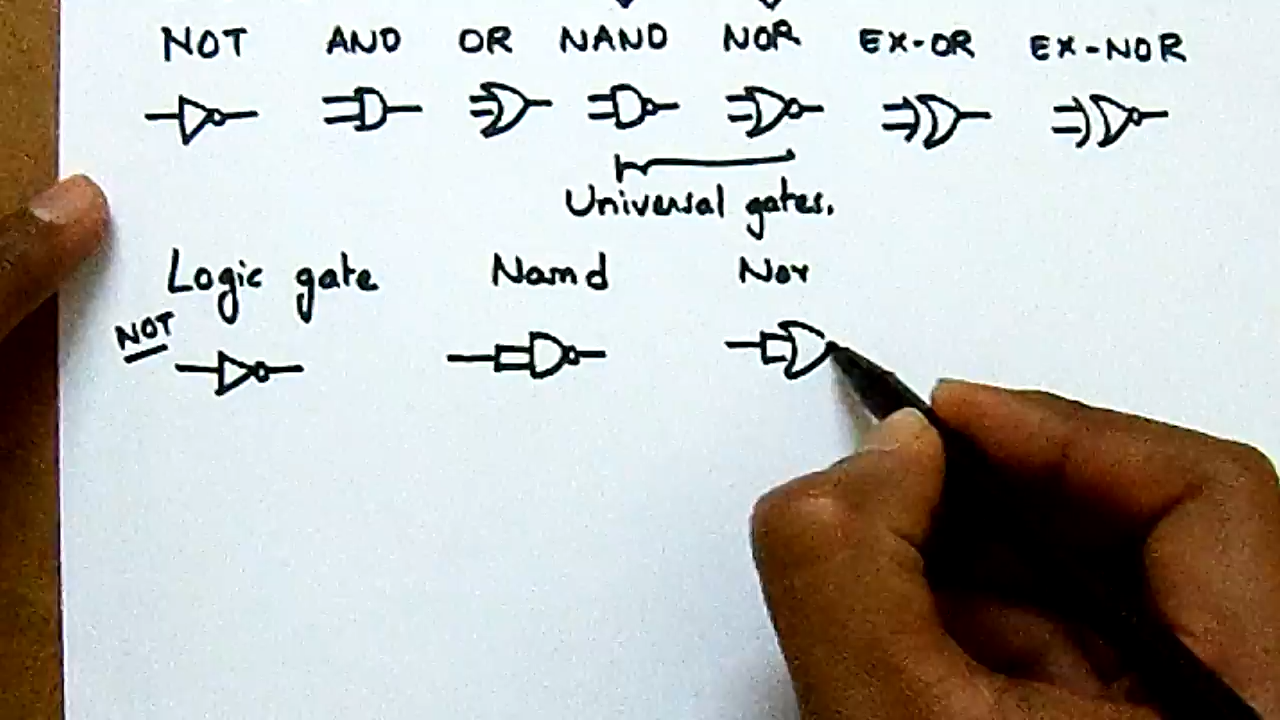 NOT AND OR NAND NOR EX-OR EX-NOR
Universal gates.
Logic gate Nand Nor
NOT